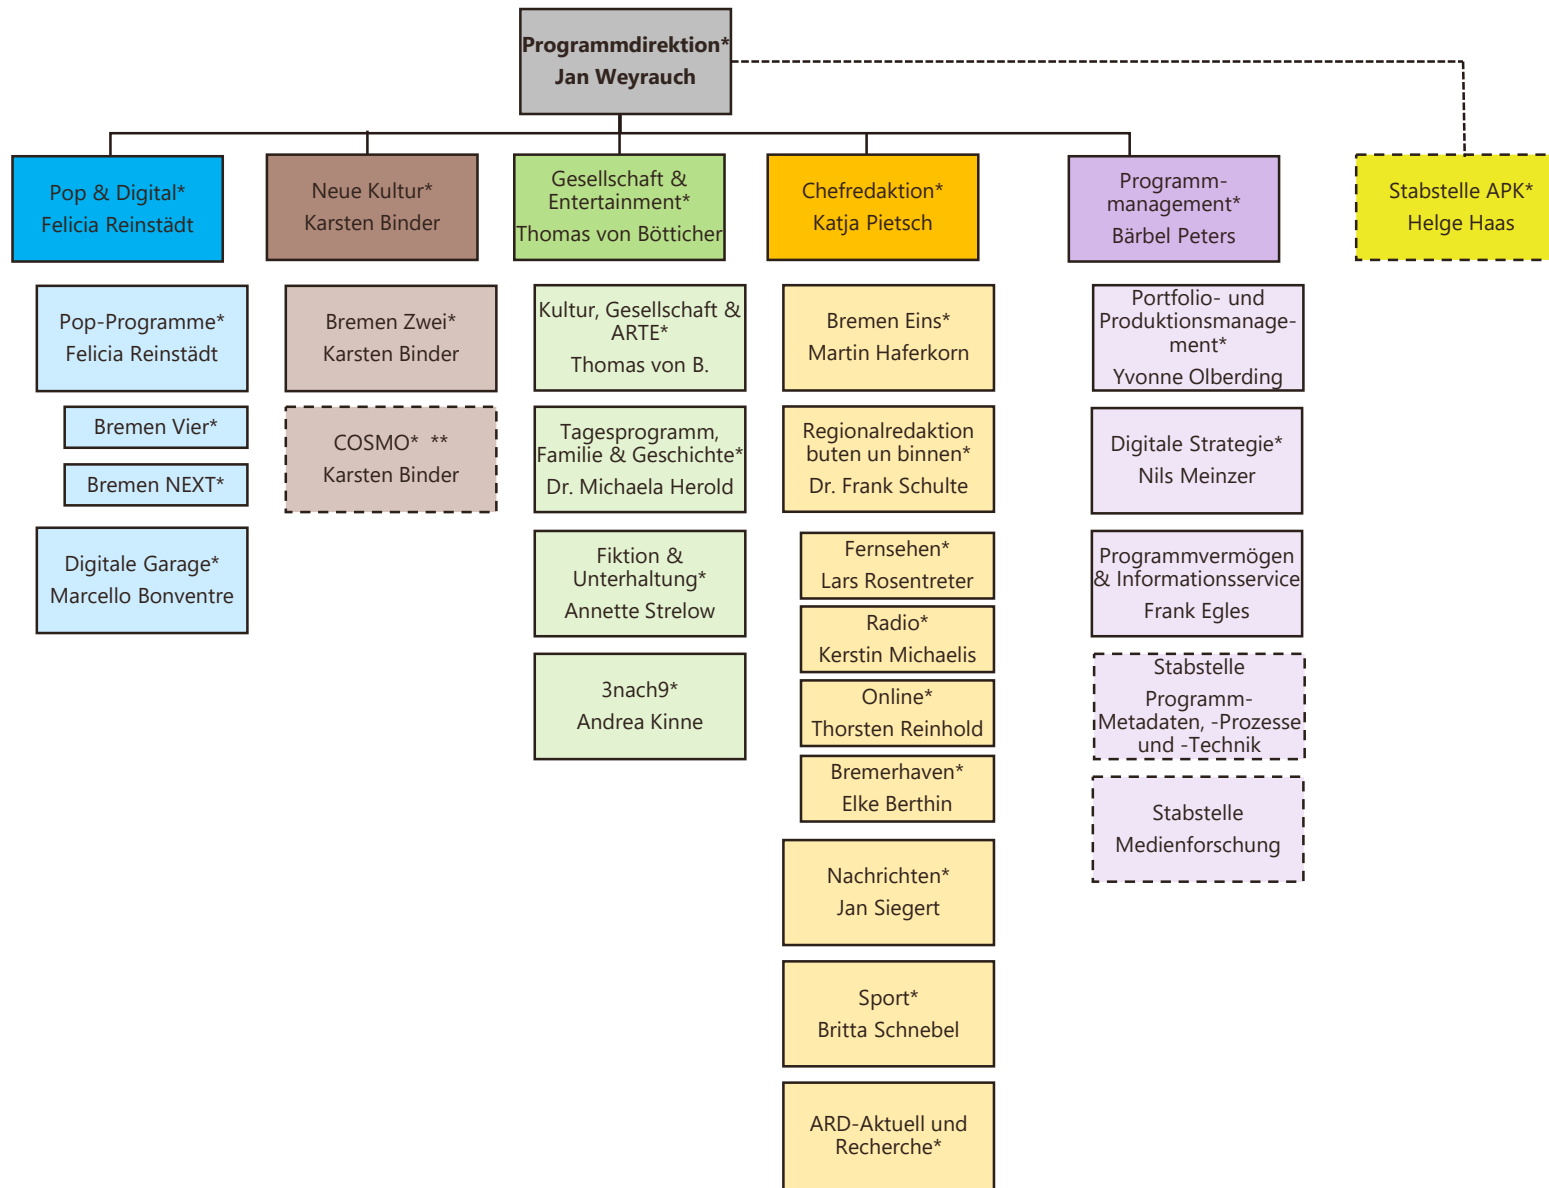 Programmdirektion*
Jan Weyrauch
Pop & Digital*
Felicia Reinstädt
Neue Kultur*
Karsten Binder
Gesellschaft &
Entertainment*
Thomas von Bötticher
Chefredaktion*
Katja Pietsch
Programm-
management*
Bärbel Peters
Stabstelle APK*
Helge Haas
Pop-Programme*
Felicia Reinstädt
Bremen Vier*
Bremen NEXT*
Digitale Garage*
Marcello Bonventre
Bremen Zwei*
Karsten Binder
COSMO* **
Karsten Binder
Kultur, Gesellschaft &
ARTE*
Thomas von B.
Tagesprogramm,
Familie & Geschichte*
Dr. Michaela Herold
Fiktion &
Unterhaltung*
Annette Strelow
3nach9*
Andrea Kinne
Bremen Eins*
Martin Haferkorn
Regionalredaktion
buten un binnen*
Dr. Frank Schulte
Fernsehen*
Lars Rosentreter
Radio*
Kerstin Michaelis
Online*
Thorsten Reinhold
Bremerhaven*
Elke Berthin
Nachrichten*
Jan Siegert
Sport*
Britta Schnebel
ARD-Aktuell und
Recherche*
Portfolio- und
Produktionsmanage-
ment*
Yvonne Olberding
Digitale Strategie*
Nils Meinzer
Programmvermögen
& Informationsservice
Frank Egles
Stabstelle
Programm-
Metadaten, -Prozesse
und -Technik
Stabstelle
Medienforschung